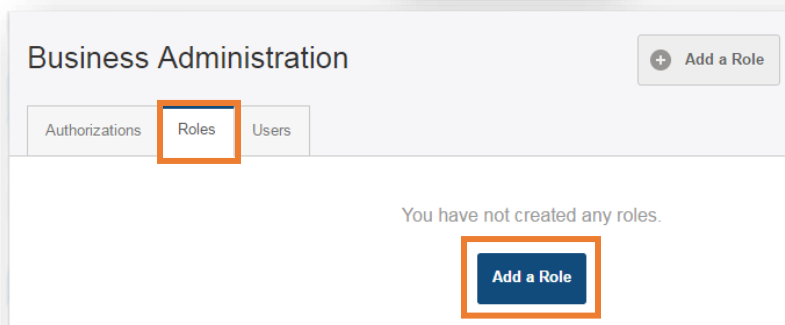 Business Administration
Add a Role
Authorizations Roles Users
You have not created any roles.
Add a Role